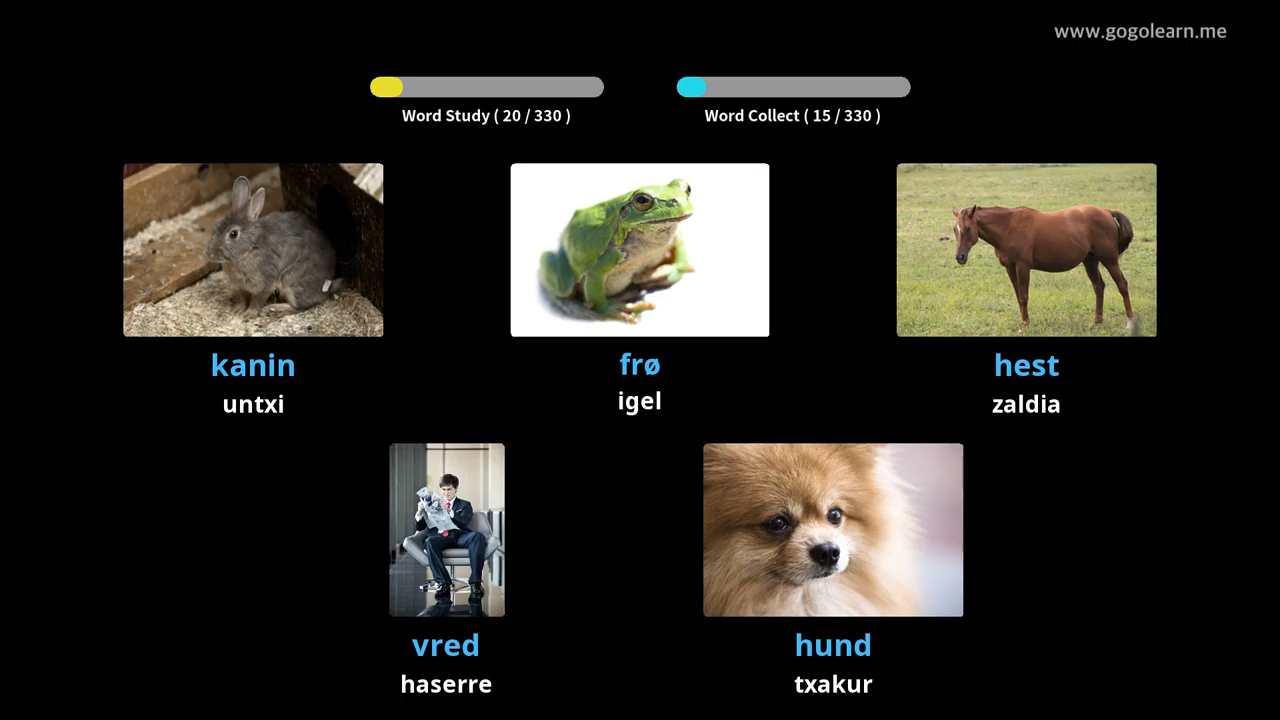 www.gogolearn.me
Word Study ( 20 / 330 )
Word Collect ( 15 / 330 )
kanin
untxi
frø
igel
hest
zaldia
vred
haserre
hund
txakur